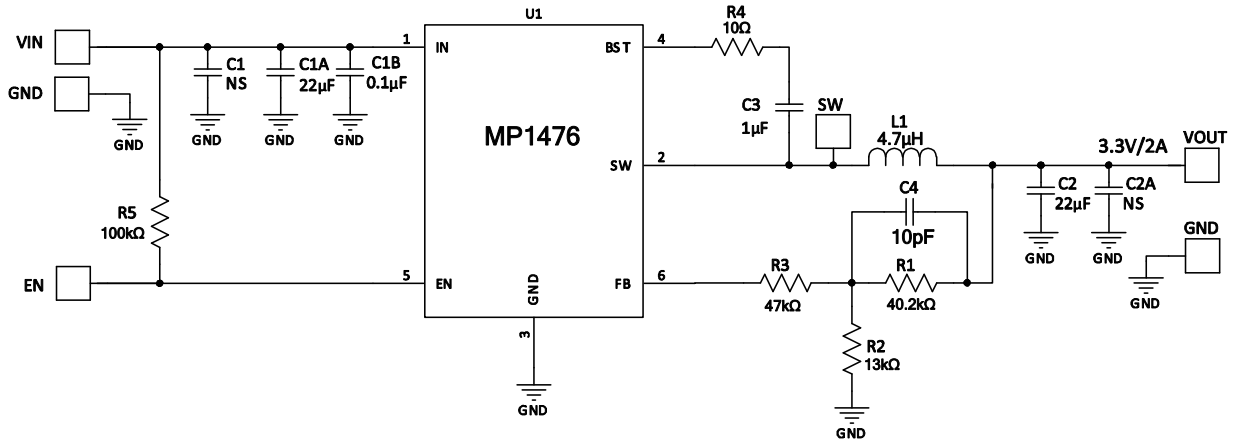 U1
R4
10Ω
VIN
1
IN
BST
4
C1
NS
C1A
22µF
C1B
0.1µF
GND
GND
GND
GND
GND
C3
1µF
SW
MP1476
L1
4.7µH
3.3V/2A
VOUT
SW
2
R5
100kΩ
C4
10pF
C2
22µF
C2A
NS
GND
GND
GND
GND
EN
5
EN
GND
FB
6
R3
47kΩ
R1
40.2kΩ
3
R2
13kΩ
GND
GND